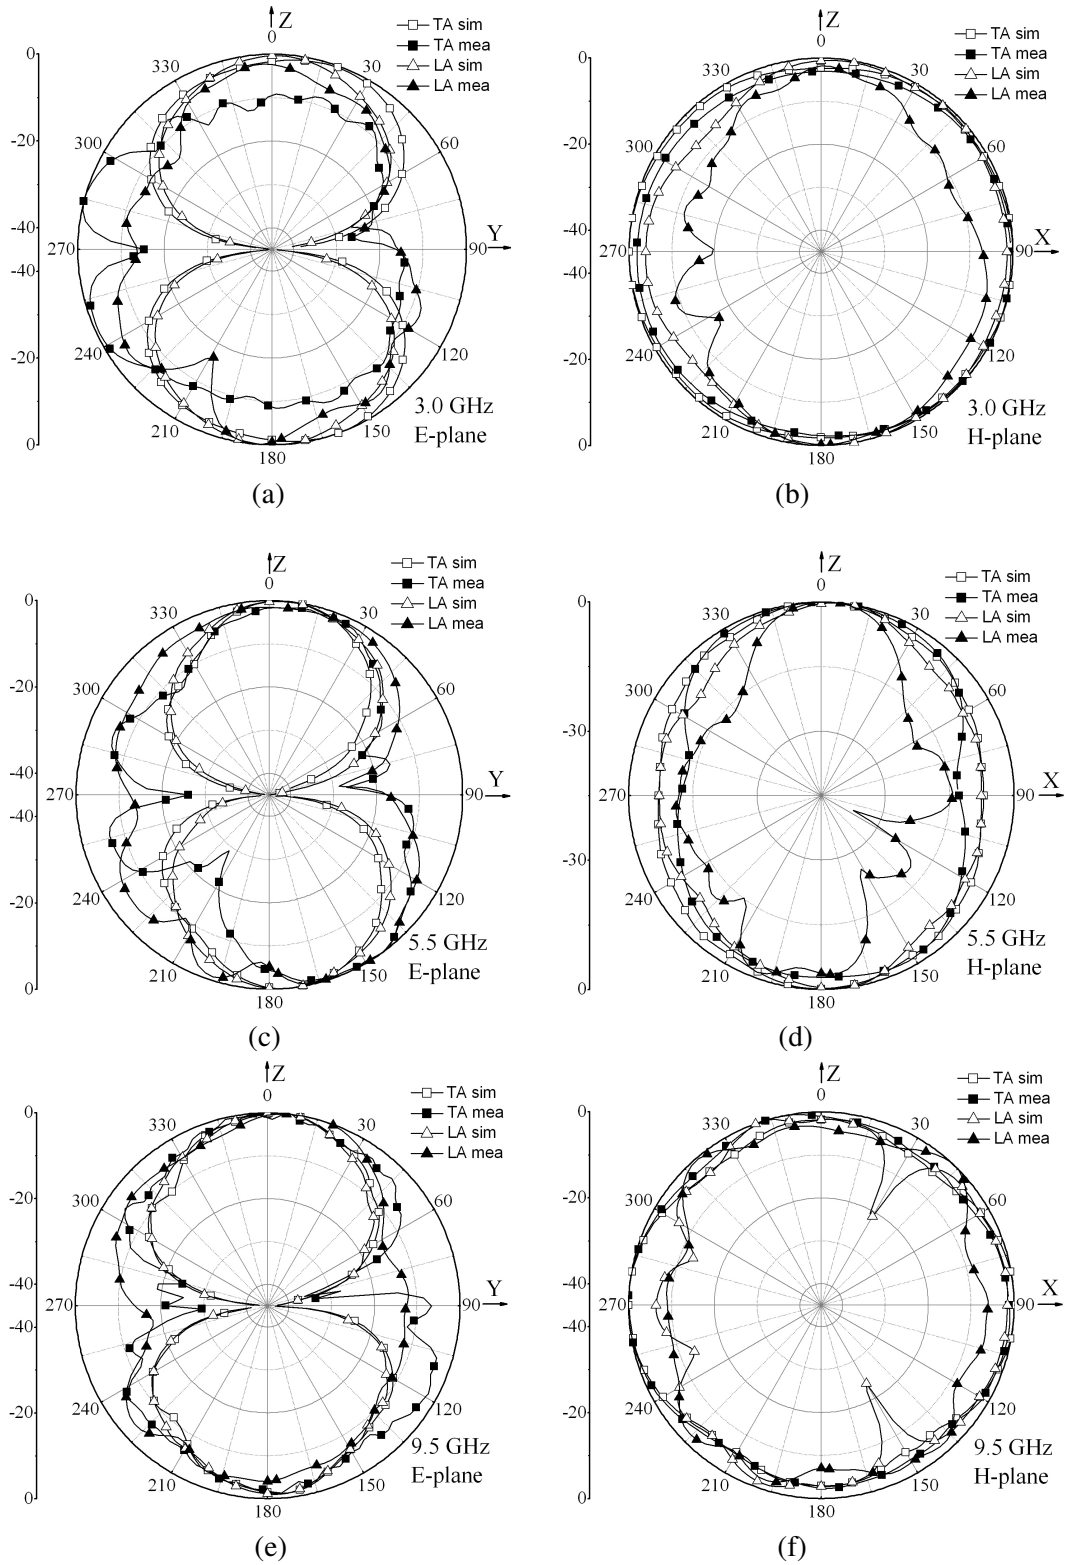 Z
0
TA sim
TA mea
LA sim
LA mea
330
30
300
60
270
Y
90
240
120
210
150
180
0
-20
-40
-40
-20
0
3.0 GHz
E-plane
(a)
Z
0
TA sim
TA mea
LA sim
LA mea
330
30
300
60
270
X
90
240
120
210
150
180
0
-20
-40
-40
-20
0
3.0 GHz
H-plane
(b)
Z
0
TA sim
TA mea
LA sim
LA mea
330
30
300
60
270
Y
90
240
120
210
150
180
0
-20
-40
-40
-20
0
5.5 GHz
E-plane
(c)
Z
0
TA sim
TA mea
LA sim
LA mea
330
30
300
60
270
X
90
240
120
210
150
180
0
-30
-30
0
5.5 GHz
H-plane
(d)
Z
0
TA sim
TA mea
LA sim
LA mea
330
30
300
60
270
Y
90
240
120
210
150
180
0
-20
-40
-40
-20
0
9.5 GHz
E-plane
(e)
Z
0
TA sim
TA mea
LA sim
LA mea
330
30
300
60
270
X
90
240
120
210
150
180
0
-20
-40
-40
-20
0
9.5 GHz
H-plane
(f)